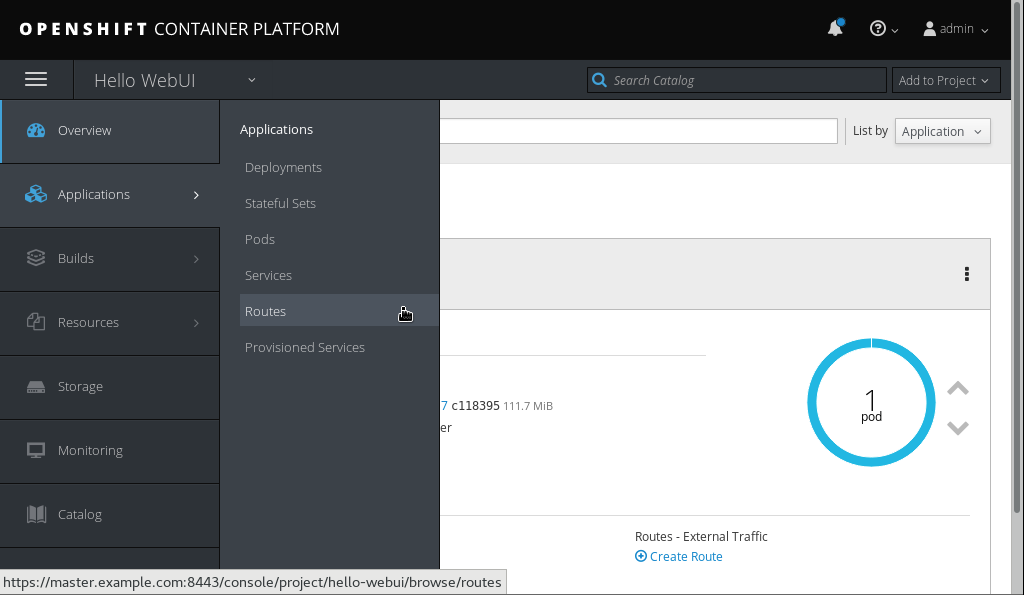 OPENSHIFT CONTAINER PLATFORM
admin
Hello WebUI
Search Catalog
Add to Project
Overview
Applications
Builds
Resources
Storage
Monitoring
Catalog
Applications
Deployments
Stateful Sets
Pods
Services
Routes
Provisioned Services
List by
Application
7 c118395 111.7 MiB
er
1
pod
Routes - External Traffic
Create Route
https://master.example.com:8443/console/project/hello-webui/browse/routes